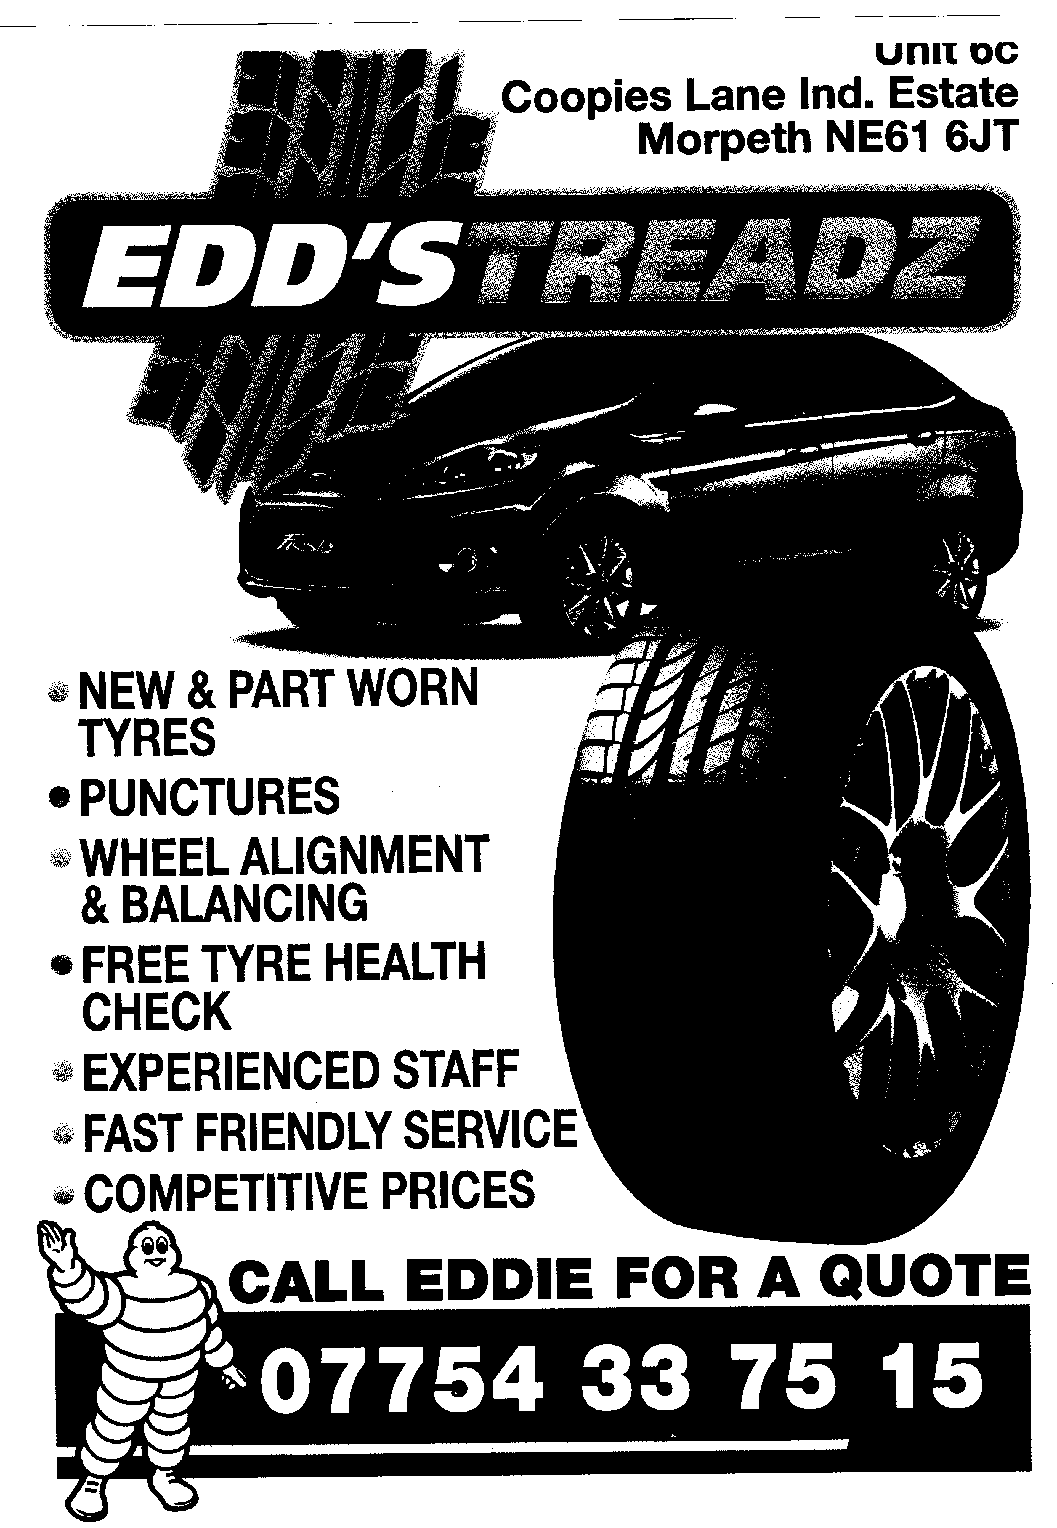 Unit 6C
Coopies Lane Ind. Estate
Morpeth NE61 6JT
EDD'S TREADZ
NEW & PART WORN
TYRES
PUNCTURES
WHEEL ALIGNMENT
& BALANCING
FREE TYRE HEALTH
CHECK
EXPERIENCED STAFF
FAST FRIENDLY SERVICE
COMPETITIVE PRICES
CALL EDDIE FOR A QUOTE
07754 33 75 15